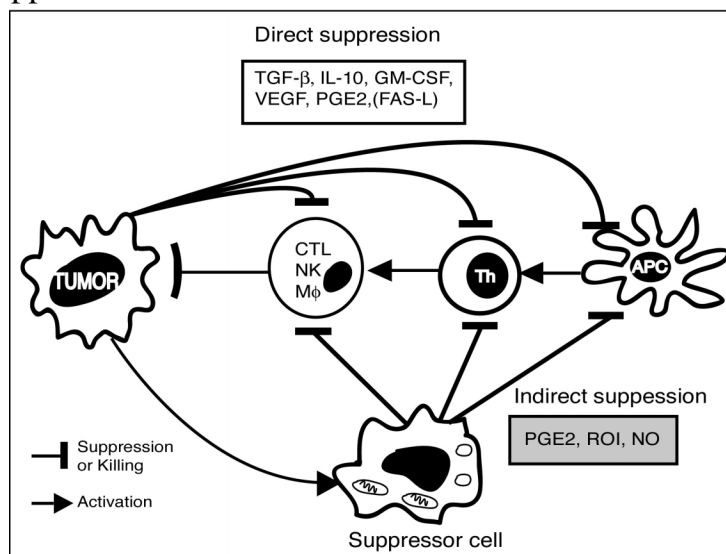 Direct suppression
TGF-β, IL-10, GM-CSF,
VEGF, PGE2,(FAS-L)
TUMOR
CTL
NK
Mϕ
Th
APC
Indirect suppession
PGE2, ROI, NO
Suppression
or Killing
Activation
Suppressor cell